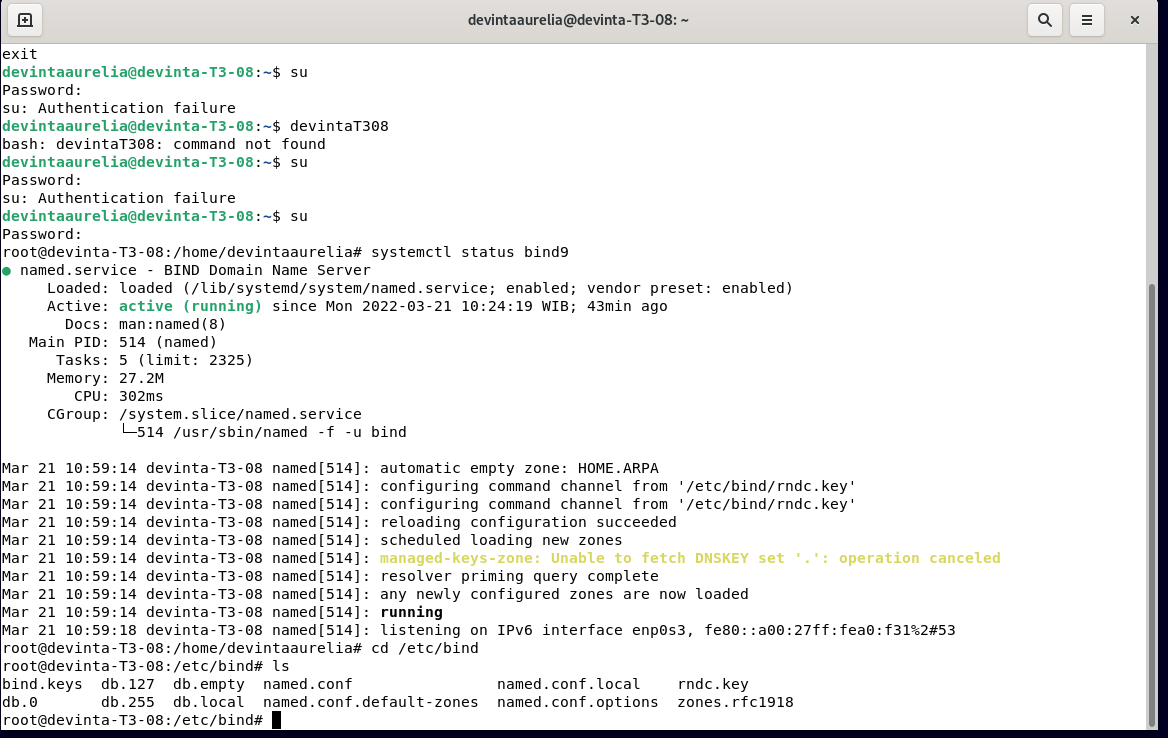 devintaaurelia@devinta-T3-08: ~
exit
devintaaurelia@devinta-T3-08:~$ su
Password:
su: Authentication failure
devintaaurelia@devinta-T3-08:~$ devintaT308
bash: devintaT308: command not found
devintaaurelia@devinta-T3-08:~$ su
Password:
su: Authentication failure
devintaaurelia@devinta-T3-08:~$ su
Password:
root@devinta-T3-08:/home/devintaaurelia# systemctl status bind9
● named.service - BIND Domain Name Server
     Loaded: loaded (/lib/systemd/system/named.service; enabled; vendor preset: enabled)
     Active: active (running) since Mon 2022-03-21 10:24:19 WIB; 43min ago
       Docs: man:named(8)
   Main PID: 514 (named)
      Tasks: 5 (limit: 2325)
     Memory: 27.2M
        CPU: 302ms
     CGroup: /system.slice/named.service
             └─514 /usr/sbin/named -f -u bind

Mar 21 10:59:14 devinta-T3-08 named[514]: automatic empty zone: HOME.ARPA
Mar 21 10:59:14 devinta-T3-08 named[514]: configuring command channel from '/etc/bind/rndc.key'
Mar 21 10:59:14 devinta-T3-08 named[514]: configuring command channel from '/etc/bind/rndc.key'
Mar 21 10:59:14 devinta-T3-08 named[514]: reloading configuration succeeded
Mar 21 10:59:14 devinta-T3-08 named[514]: scheduled loading new zones
Mar 21 10:59:14 devinta-T3-08 named[514]: managed-keys-zone: Unable to fetch DNSKEY set '.': operation canceled
Mar 21 10:59:14 devinta-T3-08 named[514]: resolver priming query complete
Mar 21 10:59:14 devinta-T3-08 named[514]: any newly configured zones are now loaded
Mar 21 10:59:14 devinta-T3-08 named[514]: running
Mar 21 10:59:18 devinta-T3-08 named[514]: listening on IPv6 interface enp0s3, fe80::a00:27ff:fea0:f31%2#53
root@devinta-T3-08:/home/devintaaurelia# cd /etc/bind
root@devinta-T3-08:/etc/bind# ls
bind.keys  db.127  db.empty  named.conf                named.conf.local    rndc.key
db.0       db.255  db.local  named.conf.default-zones  named.conf.options  zones.rfc1918
root@devinta-T3-08:/etc/bind#